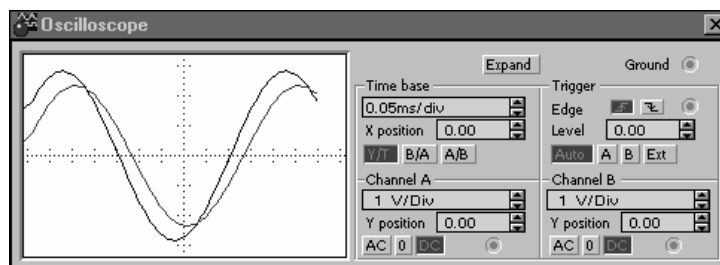 Oscilloscope
Expand
Ground
Time base
0.05ms/div
X position 0.00
Y/T B/A A/B
Trigger
Edge
Level 0.00
Auto A B Ext
Channel A
1 V/Div
Y position 0.00
AC 0 DC
Channel B
1 V/Div
Y position 0.00
AC 0 DC